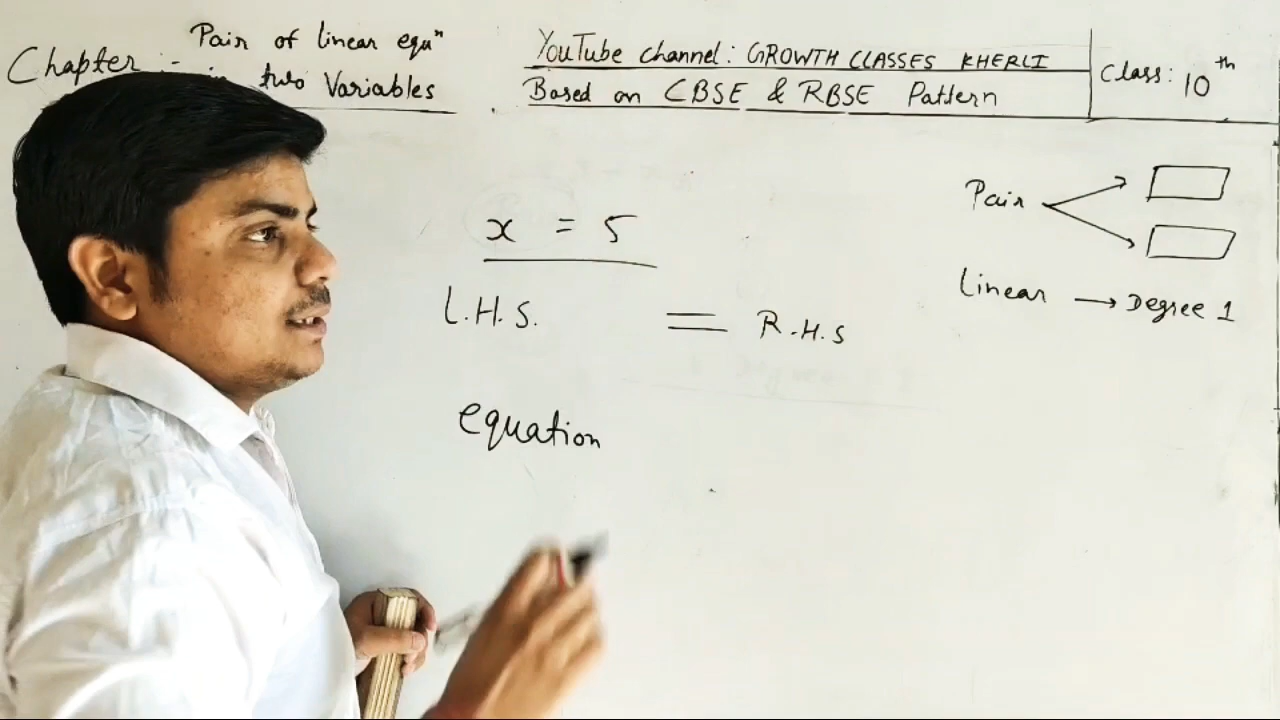 Chapter :- Pair of linear equⁿ
in two Variables
YouTube channel: GROWTH CLASSES KHERLI
Based on CBSE & RBSE Pattern
Class: 10th
x = 5
L.H.S. = R.H.S
equation
Pair
Linear → Degree 1